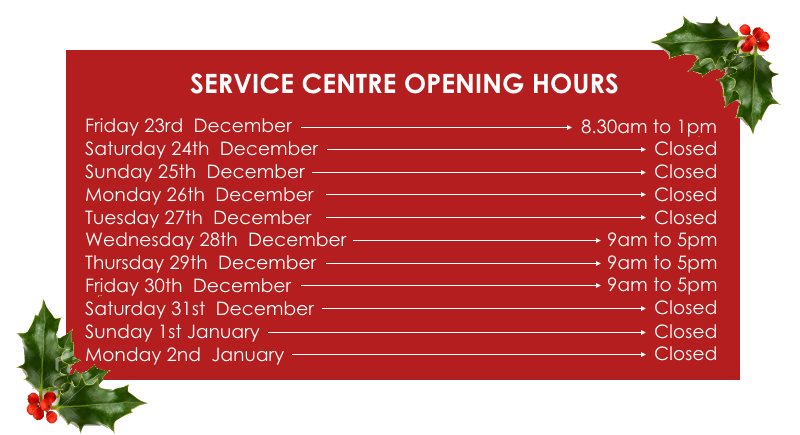 SERVICE CENTRE OPENING HOURS
Friday 23rd December 8.30am to 1pm
Saturday 24th December Closed
Sunday 25th December Closed
Monday 26th December Closed
Tuesday 27th December Closed
Wednesday 28th December 9am to 5pm
Thursday 29th December 9am to 5pm
Friday 30th December 9am to 5pm
Saturday 31st December Closed
Sunday 1st January Closed
Monday 2nd January Closed